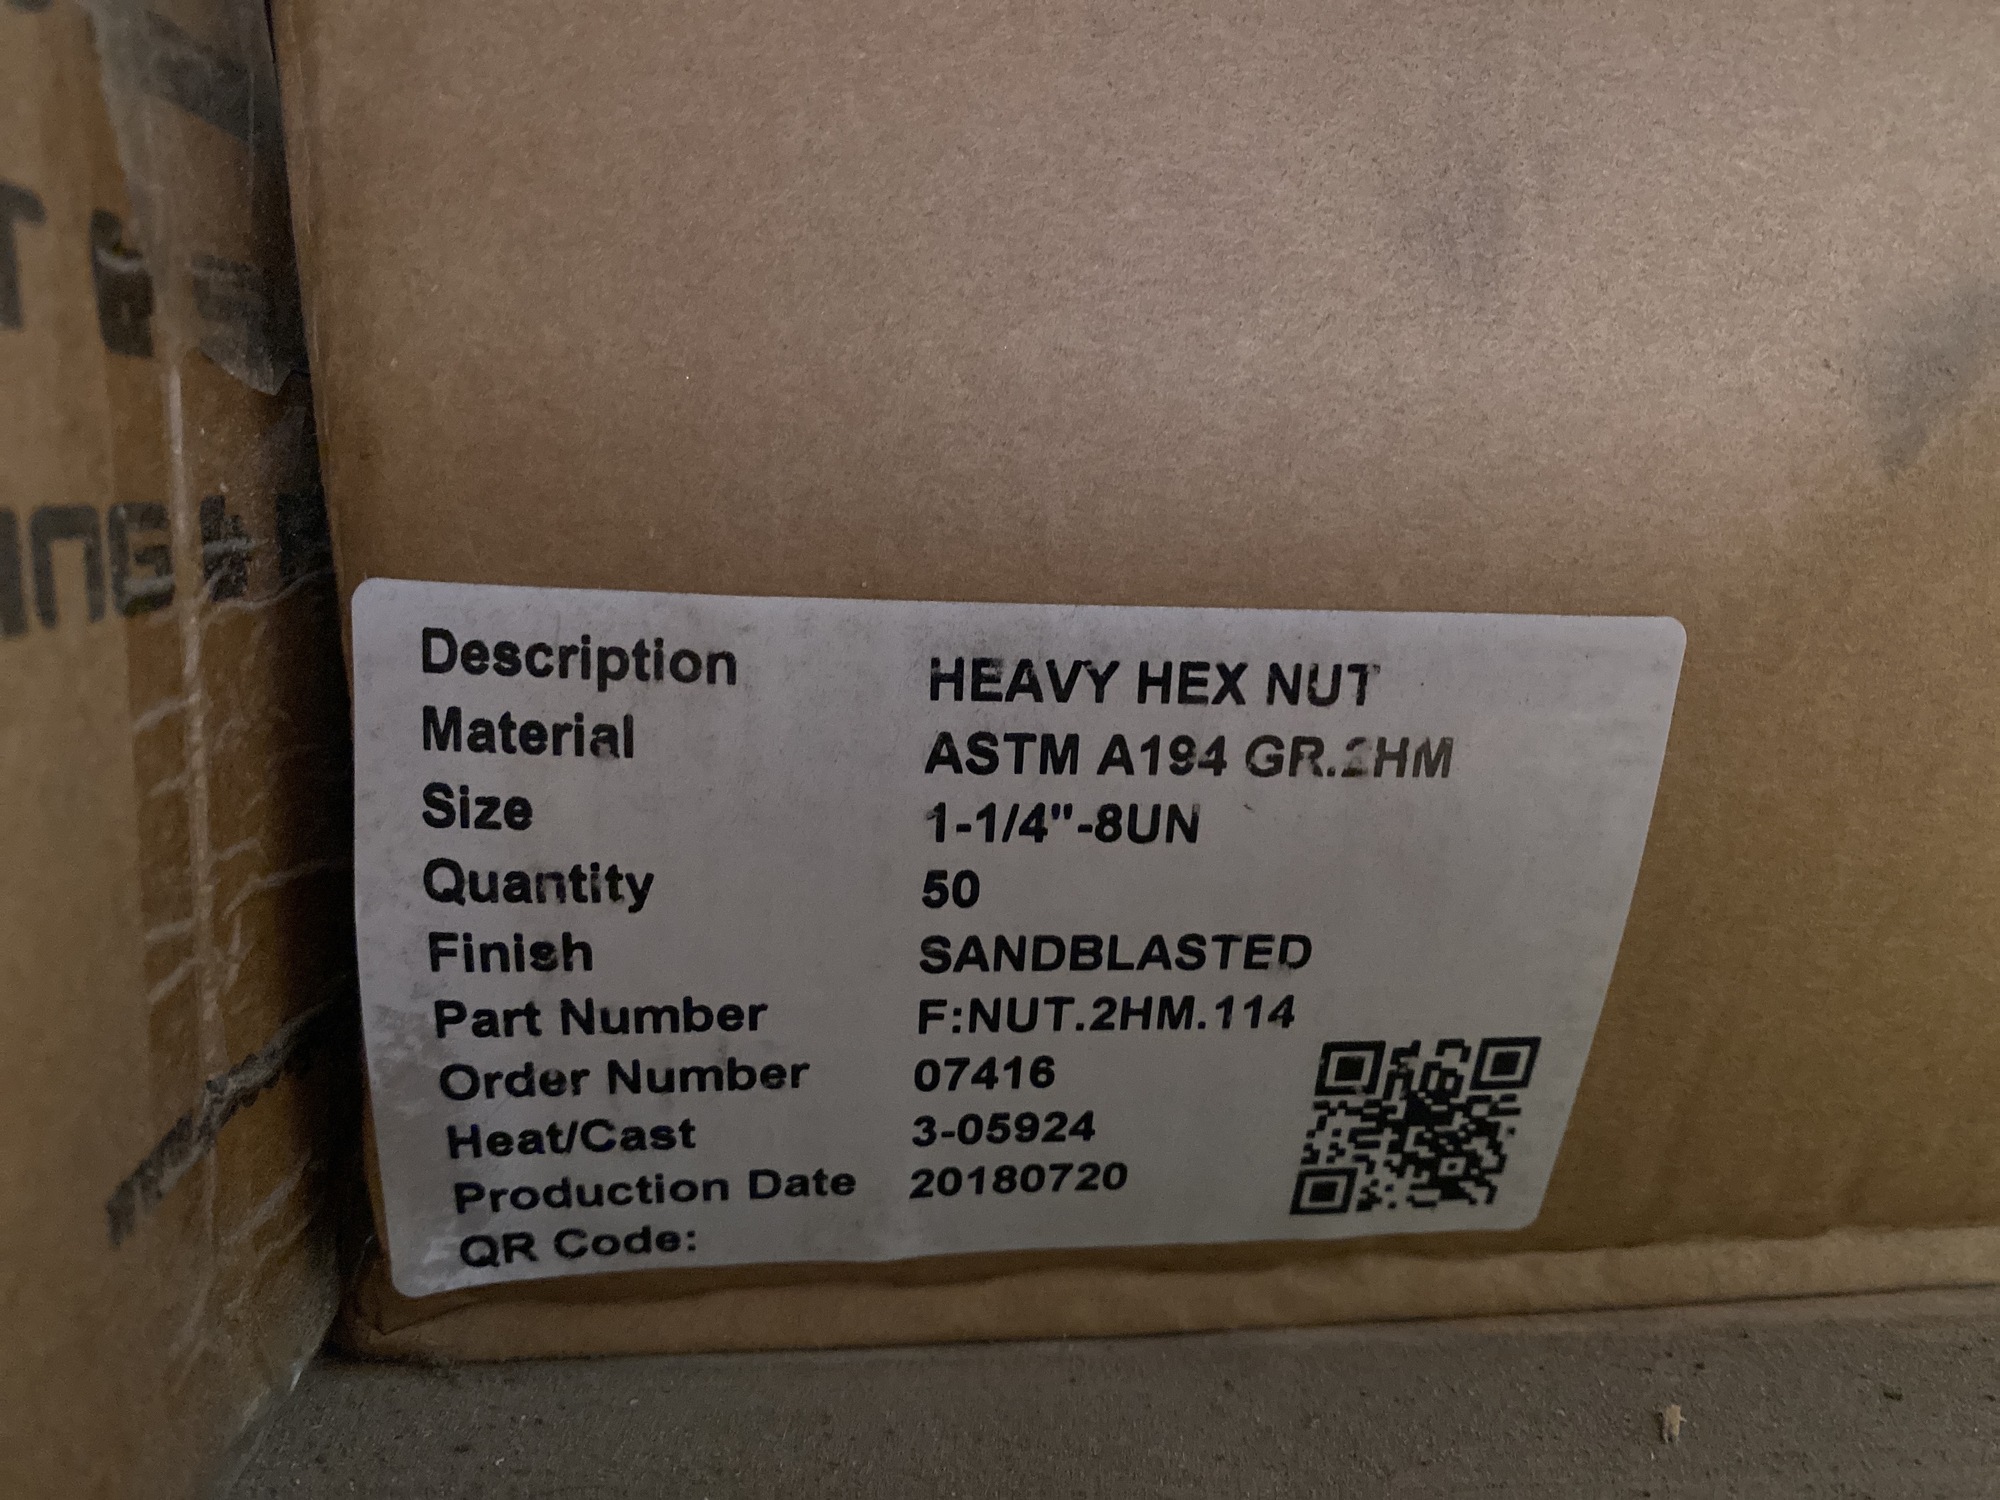 Description HEAVY HEX NUT
Material ASTM A194 GR.2HM
Size 1-1/4"-8UN
Quantity 50
Finish SANDBLASTED
Part Number F:NUT.2HM.114
Order Number 07416
Heat/Cast 3-05924
Production Date 20180720
QR Code: